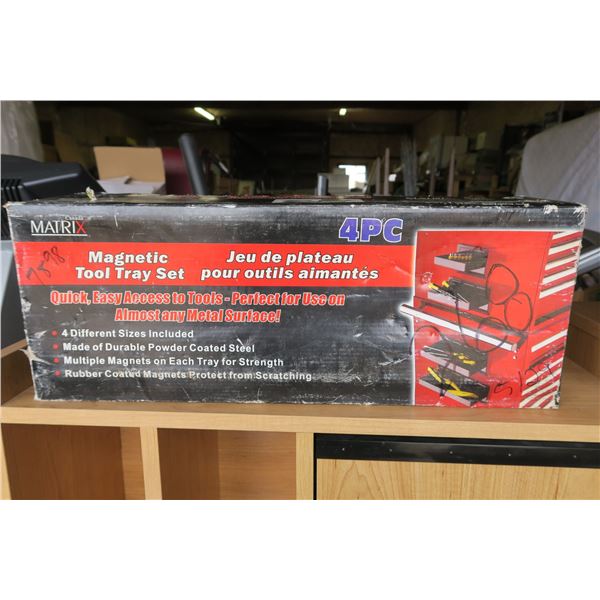 MATRIX
4PC
Magnetic
Tool Tray Set
Jeu de plateau
pour outils aimantés
Quick, Easy Access to Tools - Perfect for Use on
Almost any Metal Surface!
• 4 Different Sizes Included
• Made of Durable Powder Coated Steel
• Multiple Magnets on Each Tray for Strength
• Rubber Coated Magnets Protect from Scratching